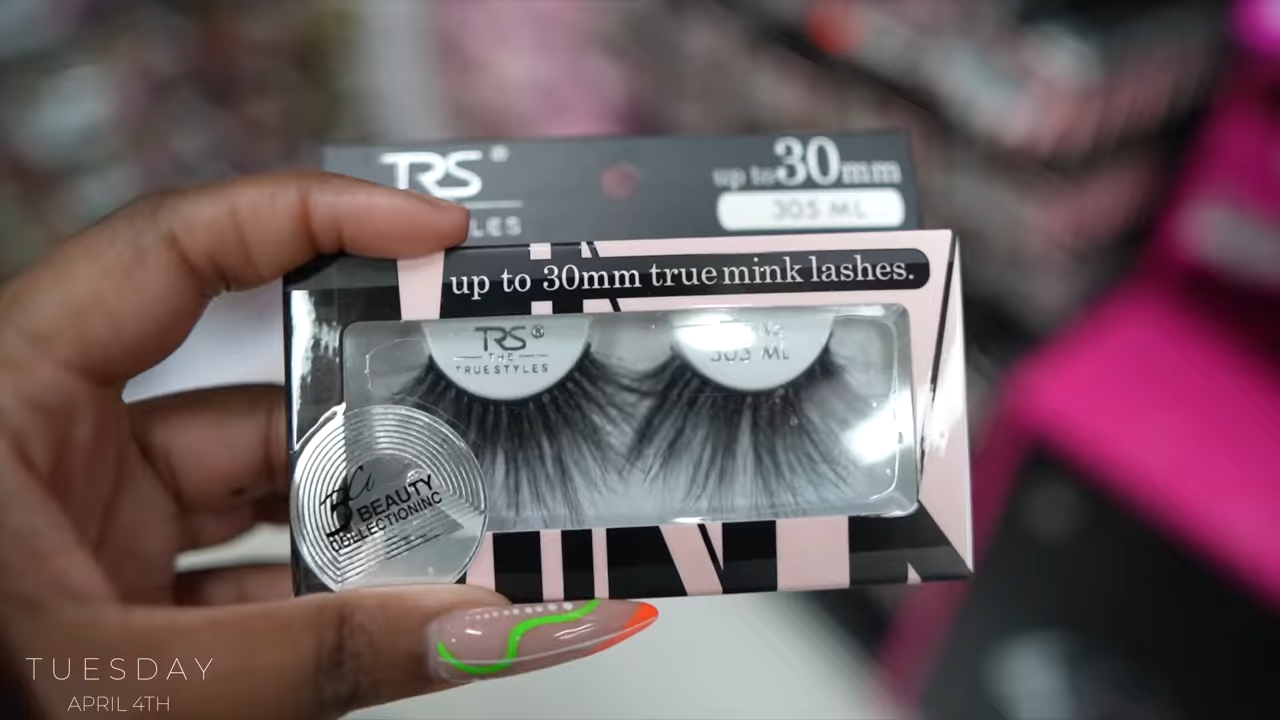 TRS
up to 30mm
305 ML
up to 30mm true mink lashes.
TRS®
THE
TRUESTYLES
305 ML
BCi
BEAUTY
TUESDAY
APRIL 4TH